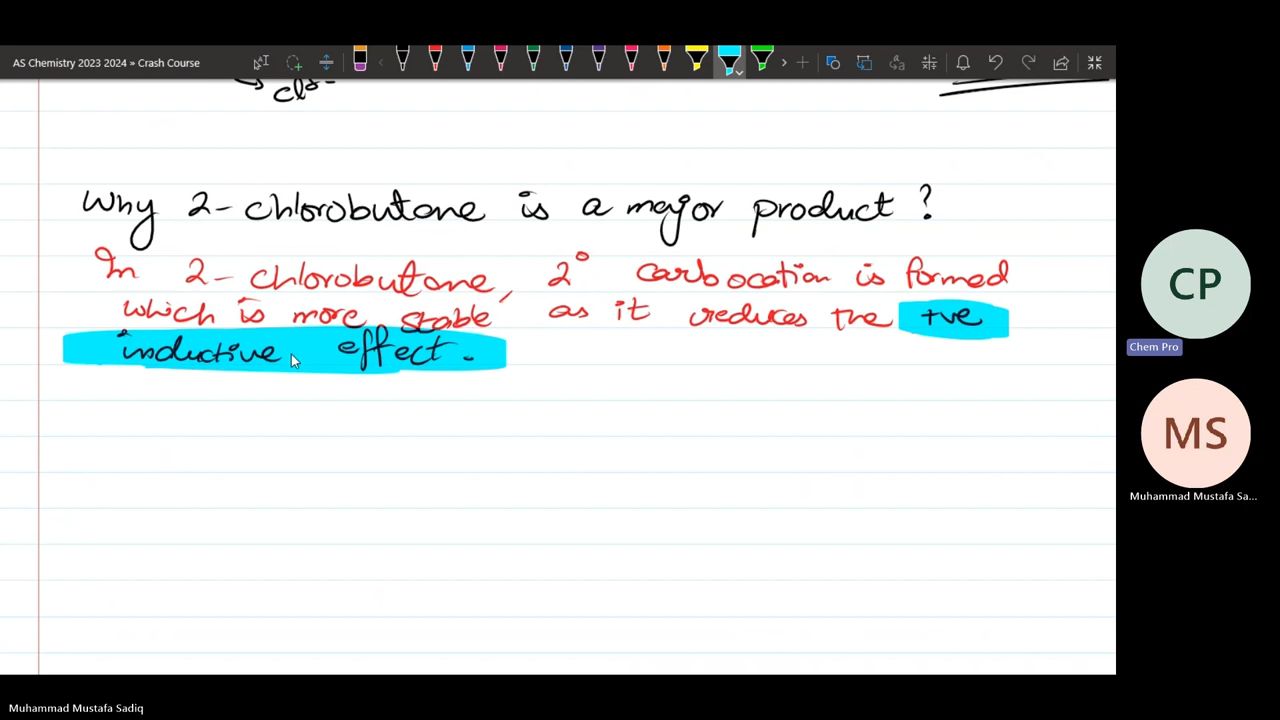 AS Chemistry 2023 2024 » Crash Course
Why 2-chlorobutane is a major product ?
In 2-chlorobutane, 2° carbocation is formed
which is more stable as it reduces the +ve
inductive effect.
CP
Chem Pro
MS
Muhammad Mustafa Sa...
Muhammad Mustafa Sadiq